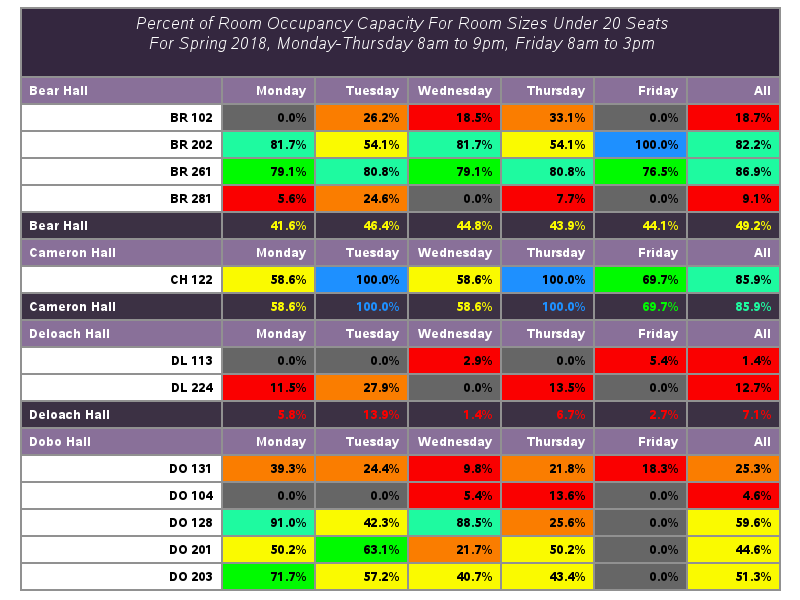 Percent of Room Occupancy Capacity For Room Sizes Under 20 Seats
For Spring 2018, Monday-Thursday 8am to 9pm, Friday 8am to 3pm
Bear Hall Monday Tuesday Wednesday Thursday Friday All
BR 102 0.0% 26.2% 18.5% 33.1% 0.0% 18.7%
BR 202 81.7% 54.1% 81.7% 54.1% 100.0% 82.2%
BR 261 79.1% 80.8% 79.1% 80.8% 76.5% 86.9%
BR 281 5.6% 24.6% 0.0% 7.7% 0.0% 9.1%
Bear Hall 41.6% 46.4% 44.8% 43.9% 44.1% 49.2%
Cameron Hall Monday Tuesday Wednesday Thursday Friday All
CH 122 58.6% 100.0% 58.6% 100.0% 69.7% 85.9%
Cameron Hall 58.6% 100.0% 58.6% 100.0% 69.7% 85.9%
Deloach Hall Monday Tuesday Wednesday Thursday Friday All
DL 113 0.0% 0.0% 2.9% 0.0% 5.4% 1.4%
DL 224 11.5% 27.9% 0.0% 13.5% 0.0% 12.7%
Deloach Hall 5.8% 13.9% 1.4% 6.7% 2.7% 7.1%
Dobo Hall Monday Tuesday Wednesday Thursday Friday All
DO 131 39.3% 24.4% 9.8% 21.8% 18.3% 25.3%
DO 104 0.0% 0.0% 5.4% 13.6% 0.0% 4.6%
DO 128 91.0% 42.3% 88.5% 25.6% 0.0% 59.6%
DO 201 50.2% 63.1% 21.7% 50.2% 0.0% 44.6%
DO 203 71.7% 57.2% 40.7% 43.4% 0.0% 51.3%